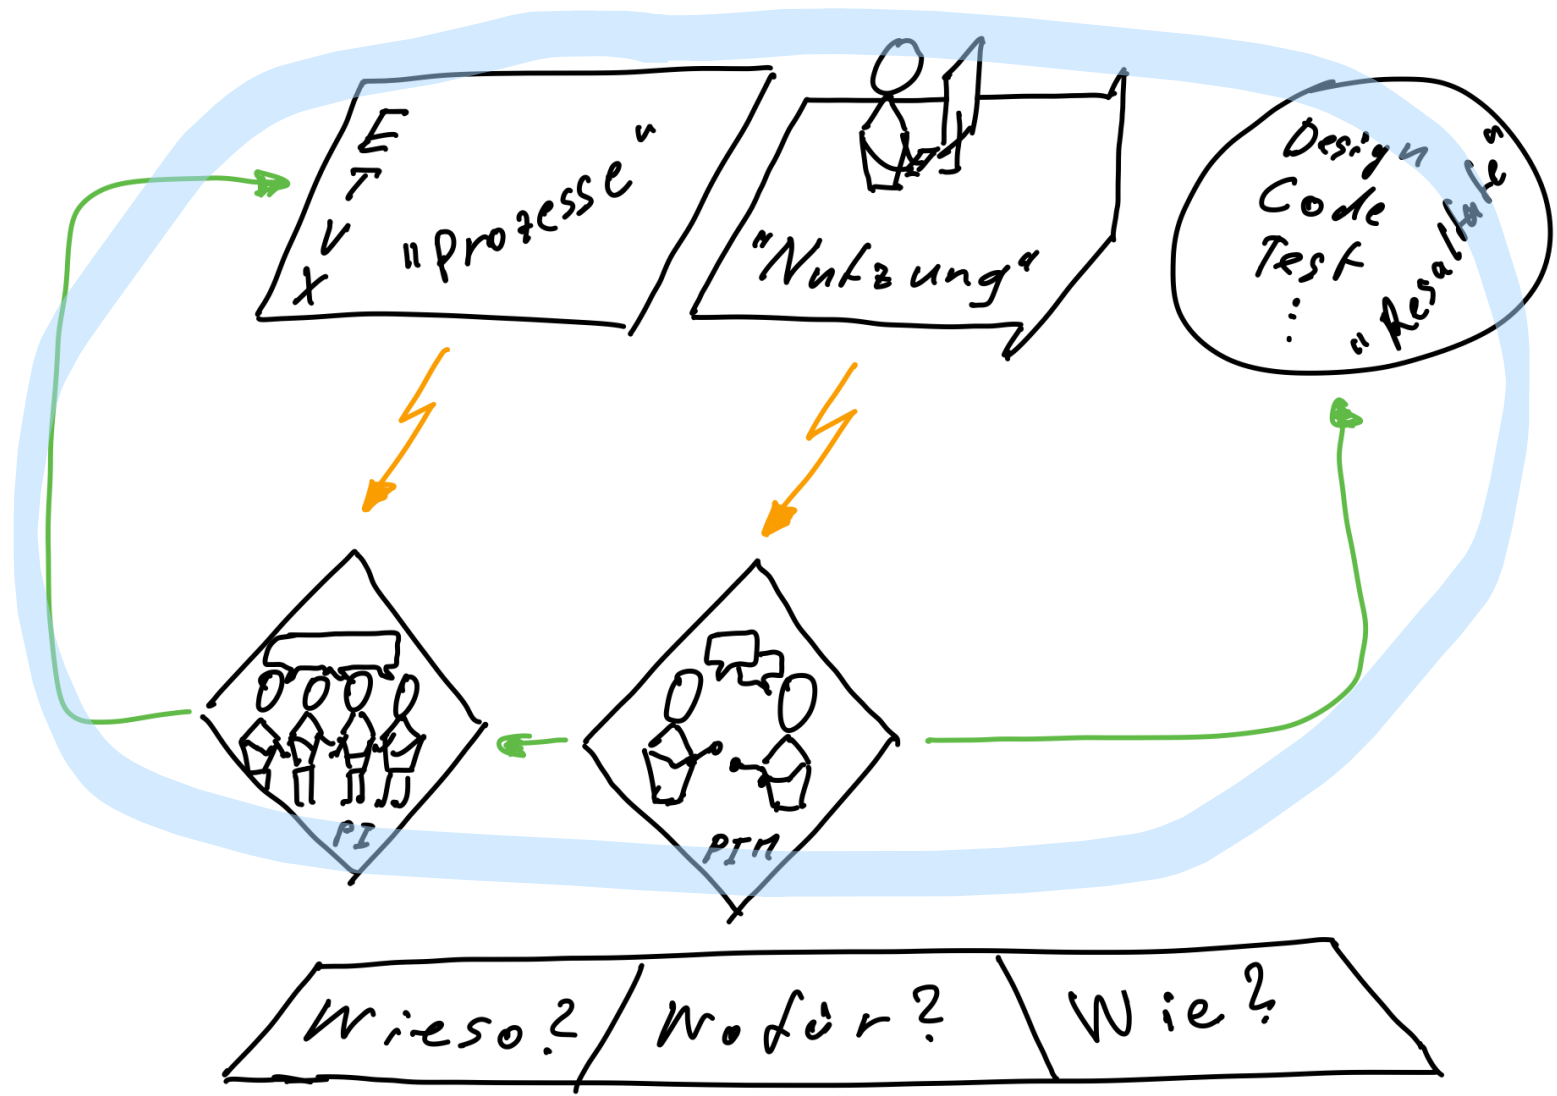 E
T
V
X
"Prozesse"
"Nutzung"
Design
Code
Test
:
"Resultate"
PI
PTM
Wieso?
Wofür?
Wie?